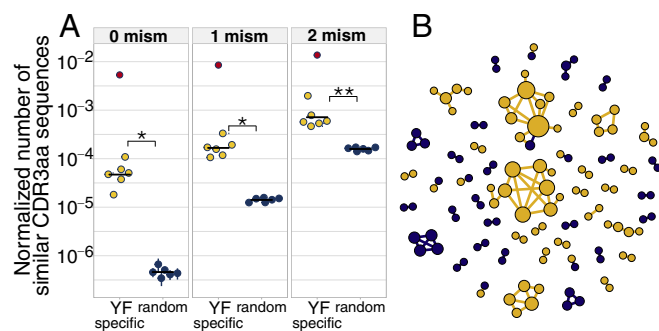 A
B
0 mism
1 mism
2 mism
Normalized number of
similar CDR3aa sequences
10⁻²
10⁻³
10⁻⁴
10⁻⁵
10⁻⁶
*
*
**
YF random
specific
YF random
specific
YF random
specific